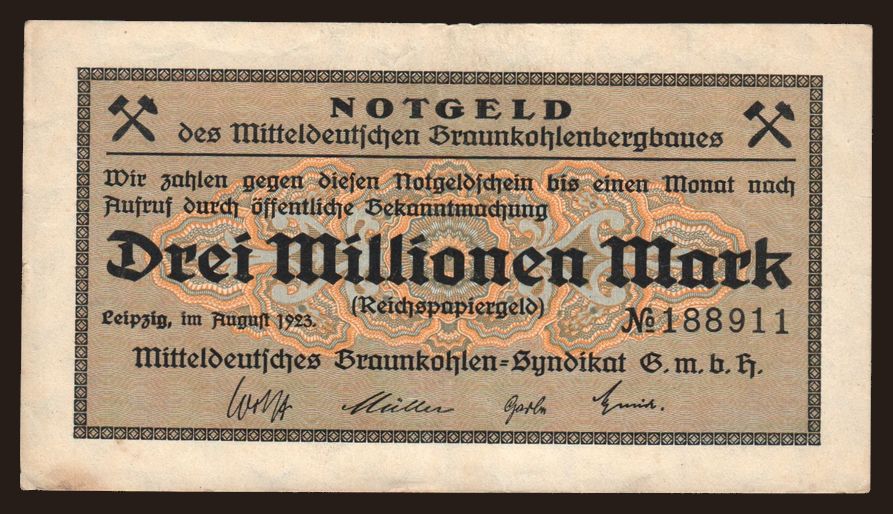 NOTGELD
des Mitteldeutschen Braunkohlenbergbaues
Wir zahlen gegen diesen Notgeldschein bis einen Monat nach
Aufruf durch öffentliche Bekanntmachung
Drei Millionen Mark
(Reichspapiergeld)
Leipzig, im August 1923.
№ 188911
Mitteldeutsches Braunkohlen=Syndikat G. m. b. H.
Müller